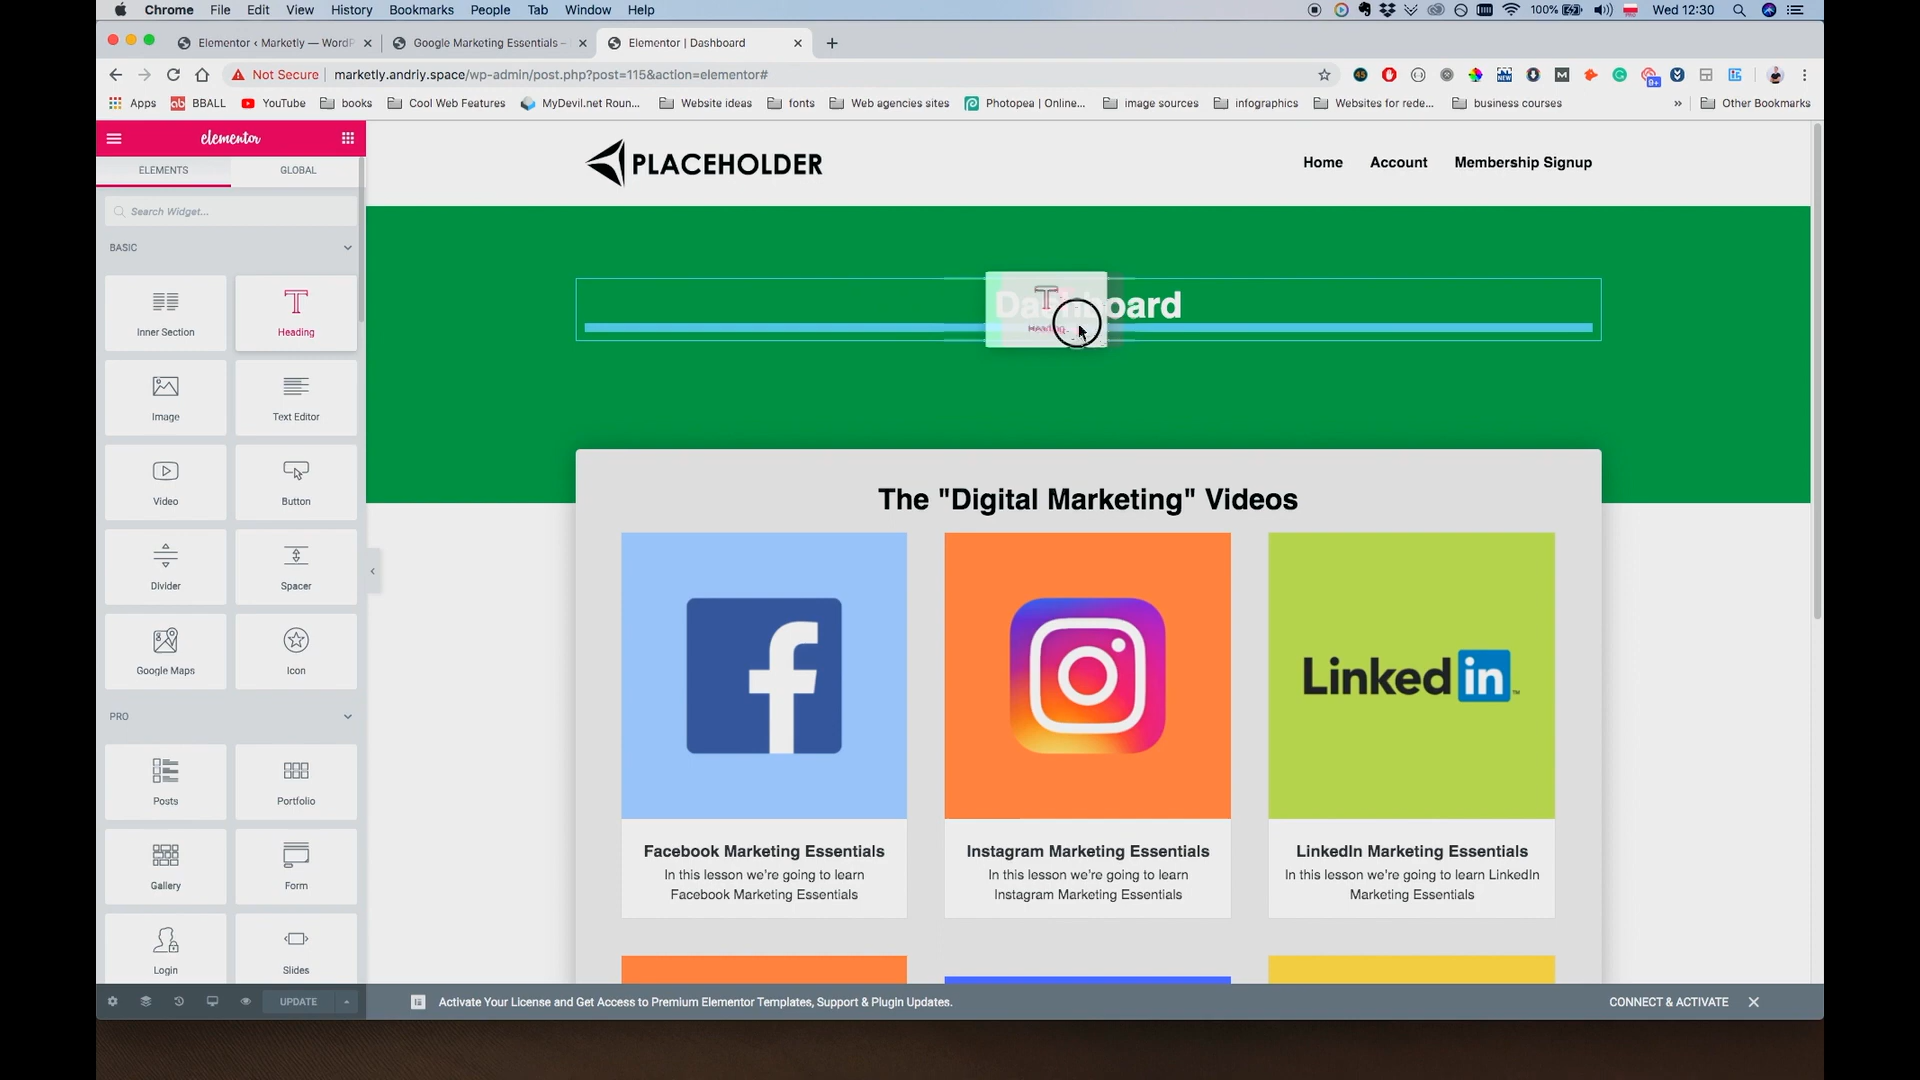 Chrome File Edit View History Bookmarks People Tab Window Help 100% Wed 12:30
Elementor ‹ Marketly — WordP Google Marketing Essentials – Elementor | Dashboard
Not Secure marketly.andriy.space/wp-admin/post.php?post=115&action=elementor#
Apps BBALL YouTube books Cool Web Features MyDevil.net Roun... Website ideas fonts Web agencies sites Photopea | Online... image sources infographics Websites for rede... business courses » Other Bookmarks
elementor
ELEMENTS GLOBAL
Search Widget...
BASIC
Inner Section Heading
Image Text Editor
Video Button
Divider Spacer
Google Maps Icon
PRO
Posts Portfolio
Gallery Form
Login Slides
UPDATE
PLACEHOLDER
Home Account Membership Signup
Dashboard
Heading
The "Digital Marketing" Videos
Linked in
Facebook Marketing Essentials
In this lesson we're going to learn
Facebook Marketing Essentials
Instagram Marketing Essentials
In this lesson we're going to learn
Instagram Marketing Essentials
LinkedIn Marketing Essentials
In this lesson we're going to learn LinkedIn
Marketing Essentials
Activate Your License and Get Access to Premium Elementor Templates, Support & Plugin Updates.
CONNECT & ACTIVATE